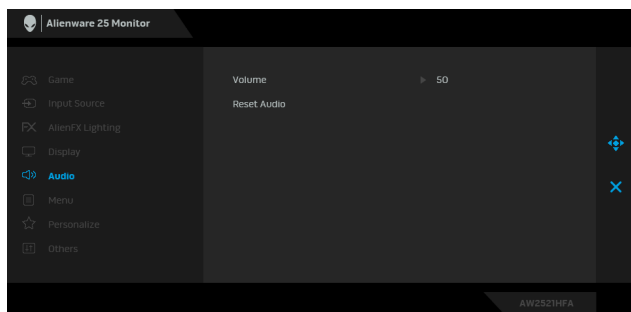 Alienware 25 Monitor
Game
Input Source
AlienFX Lighting
Display
Audio
Menu
Personalize
Others
Volume 50
Reset Audio
AW2521HFA